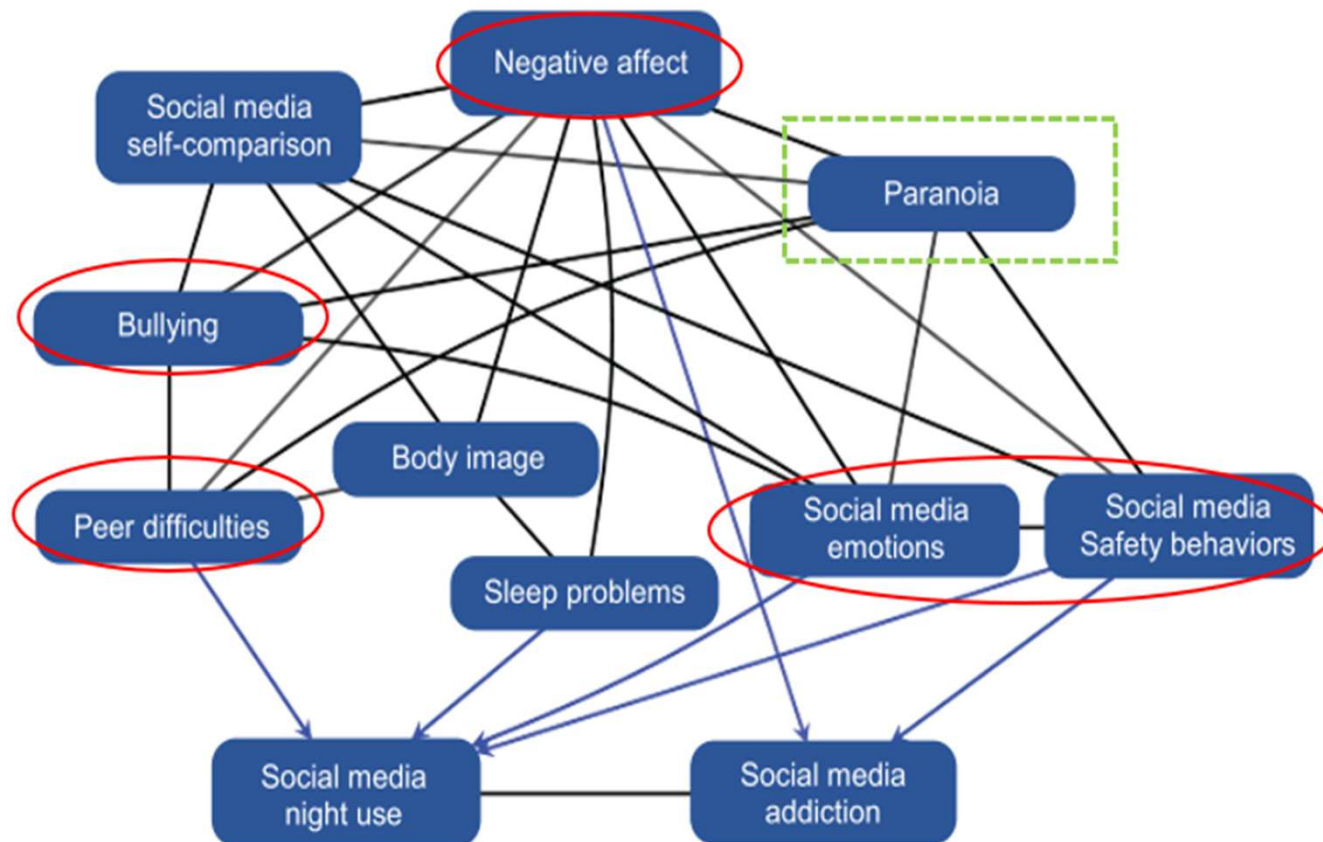 Negative affect
Social media
self-comparison
Paranoia
Bullying
Body image
Peer difficulties
Social media
emotions
Social media
Safety behaviors
Sleep problems
Social media
night use
Social media
addiction